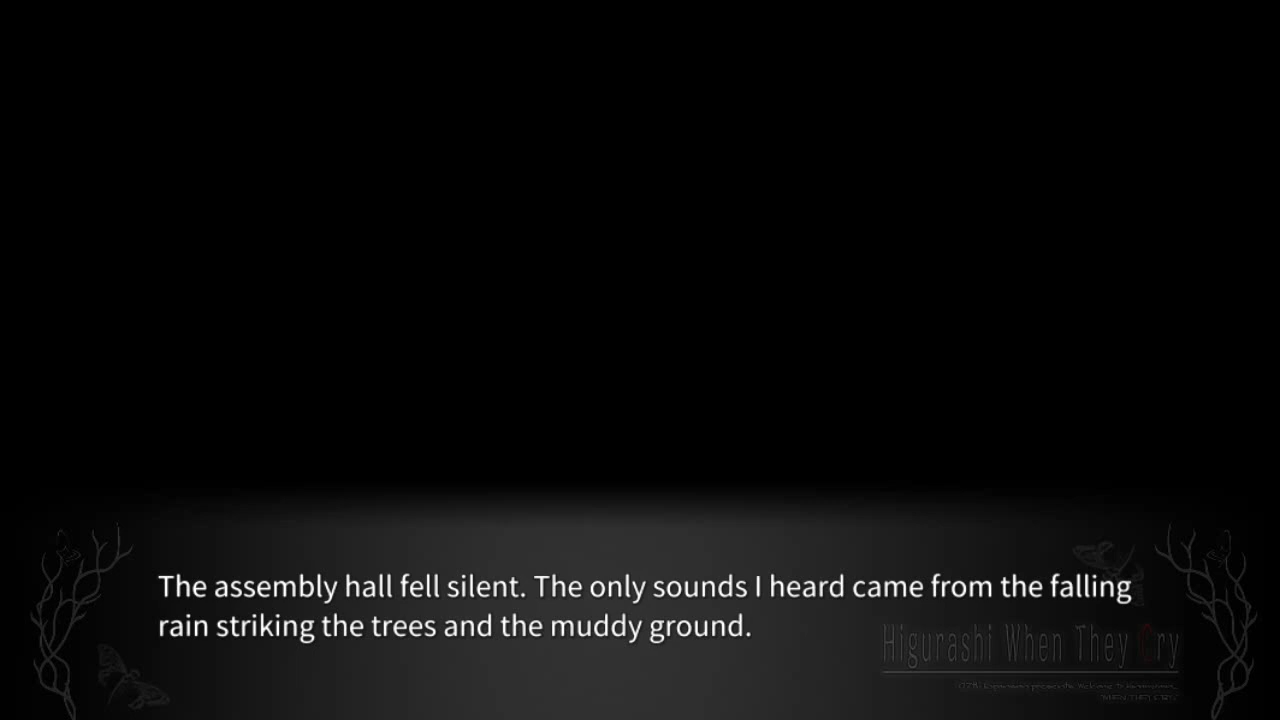 The assembly hall fell silent. The only sounds I heard came from the falling
rain striking the trees and the muddy ground.
Higurashi When They Cry